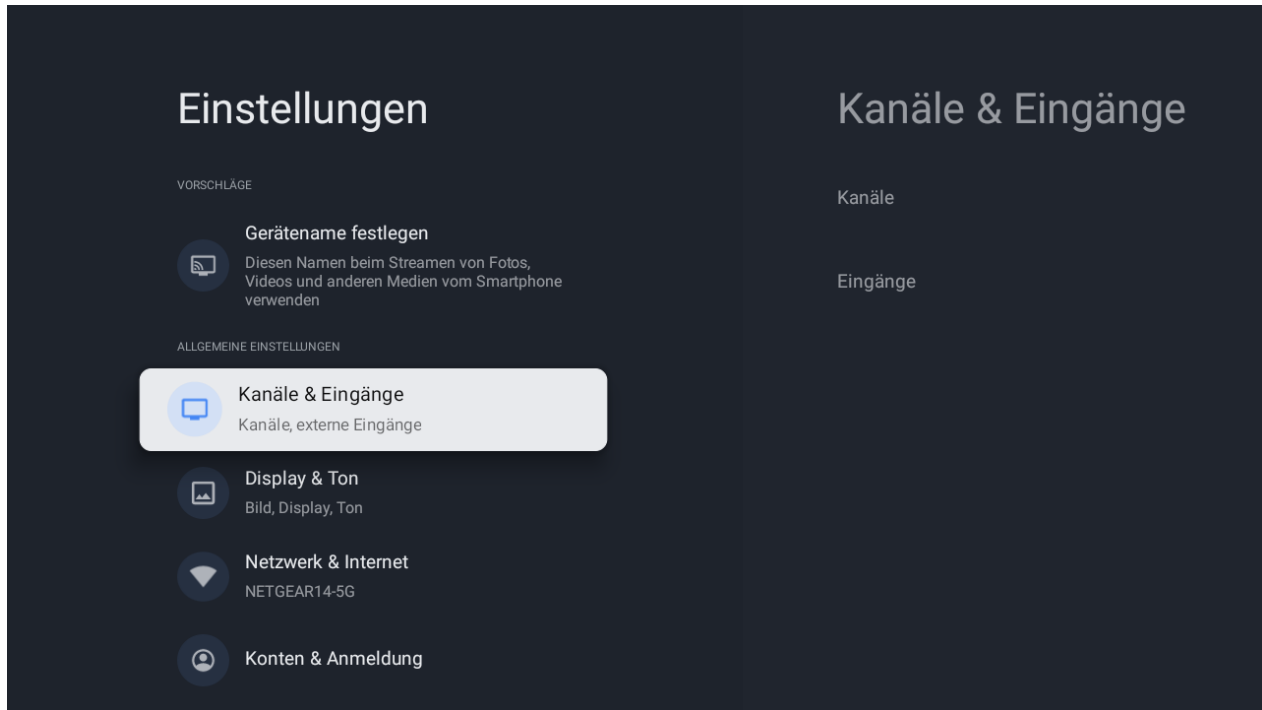 Einstellungen
VORSCHLÄGE
Gerätename festlegen
Diesen Namen beim Streamen von Fotos,
Videos und anderen Medien vom Smartphone
verwenden
ALLGEMEINE EINSTELLUNGEN
Kanäle & Eingänge
Kanäle, externe Eingänge
Display & Ton
Bild, Display, Ton
Netzwerk & Internet
NETGEAR14-5G
Konten & Anmeldung
Kanäle & Eingänge
Kanäle
Eingänge